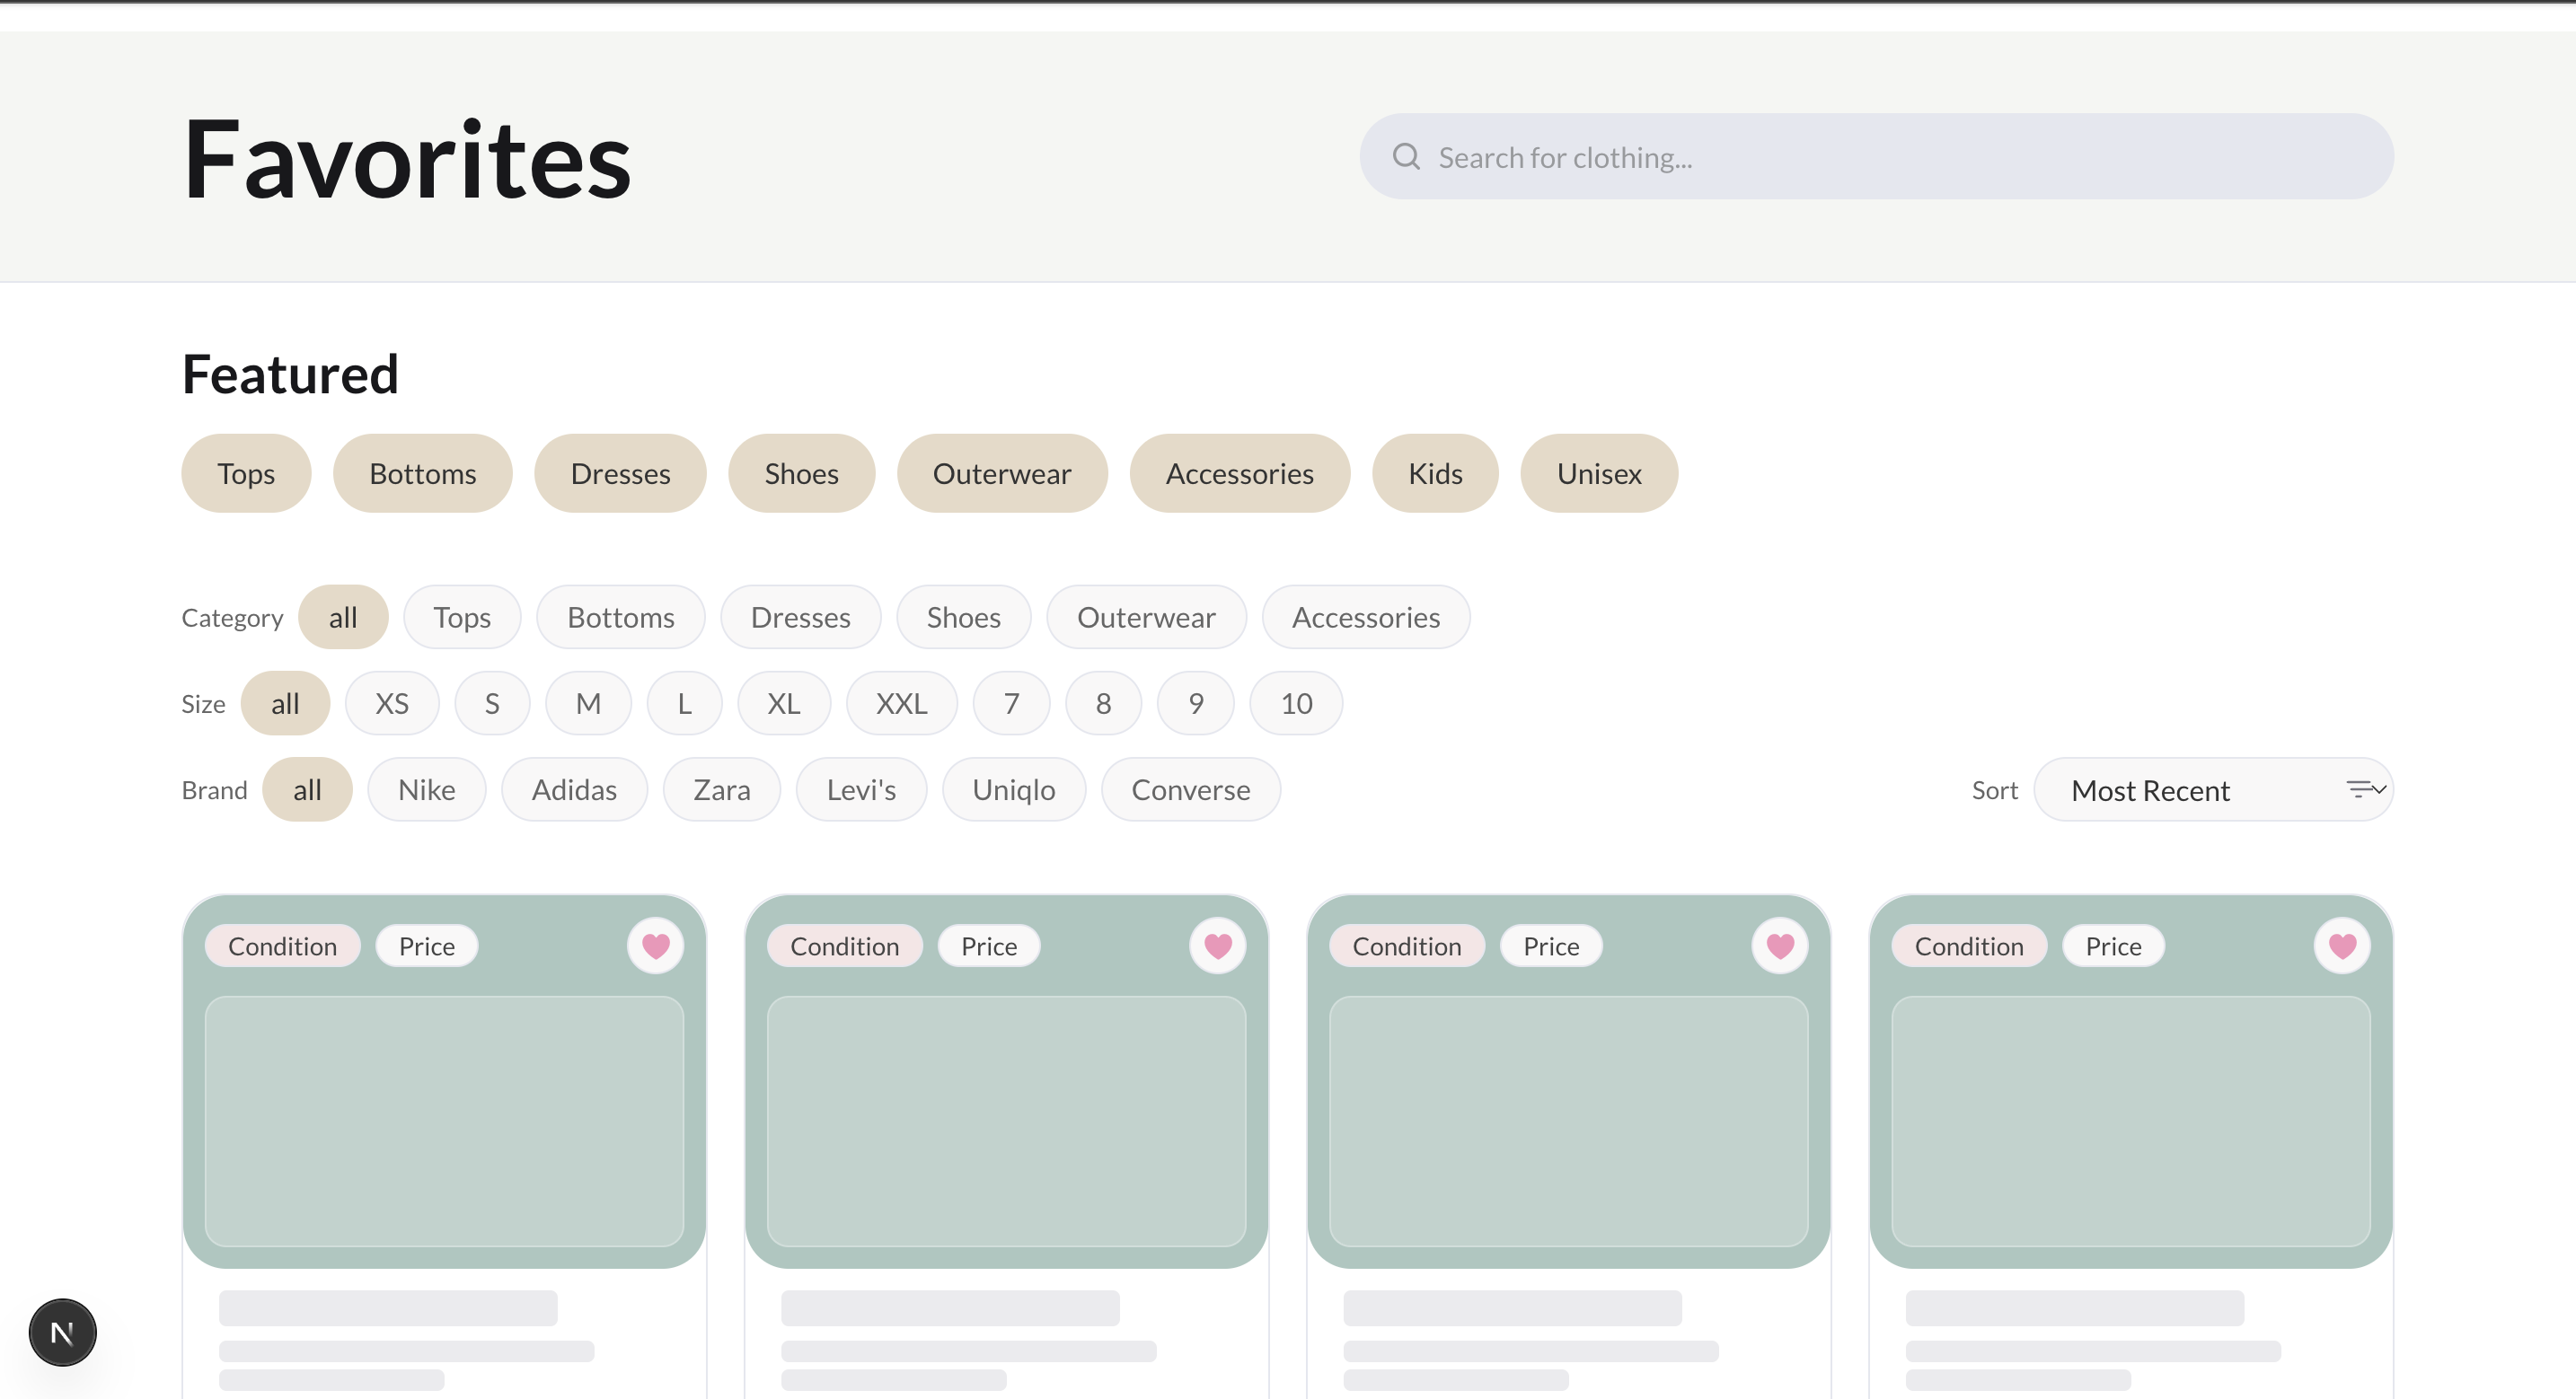 Favorites
Search for clothing...
Featured
Tops Bottoms Dresses Shoes Outerwear Accessories Kids Unisex
Category all Tops Bottoms Dresses Shoes Outerwear Accessories
Size all XS S M L XL XXL 7 8 9 10
Brand all Nike Adidas Zara Levi's Uniqlo Converse Sort Most Recent
Condition Price Condition Price Condition Price Condition Price
N